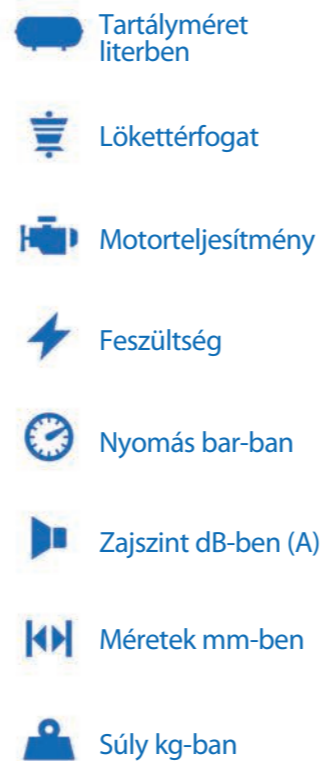 Tartályméret
literben
Lökettérfogat
Motorteljesítmény
Feszültség
Nyomás bar-ban
Zajszint dB-ben (A)
Méretek mm-ben
Súly kg-ban